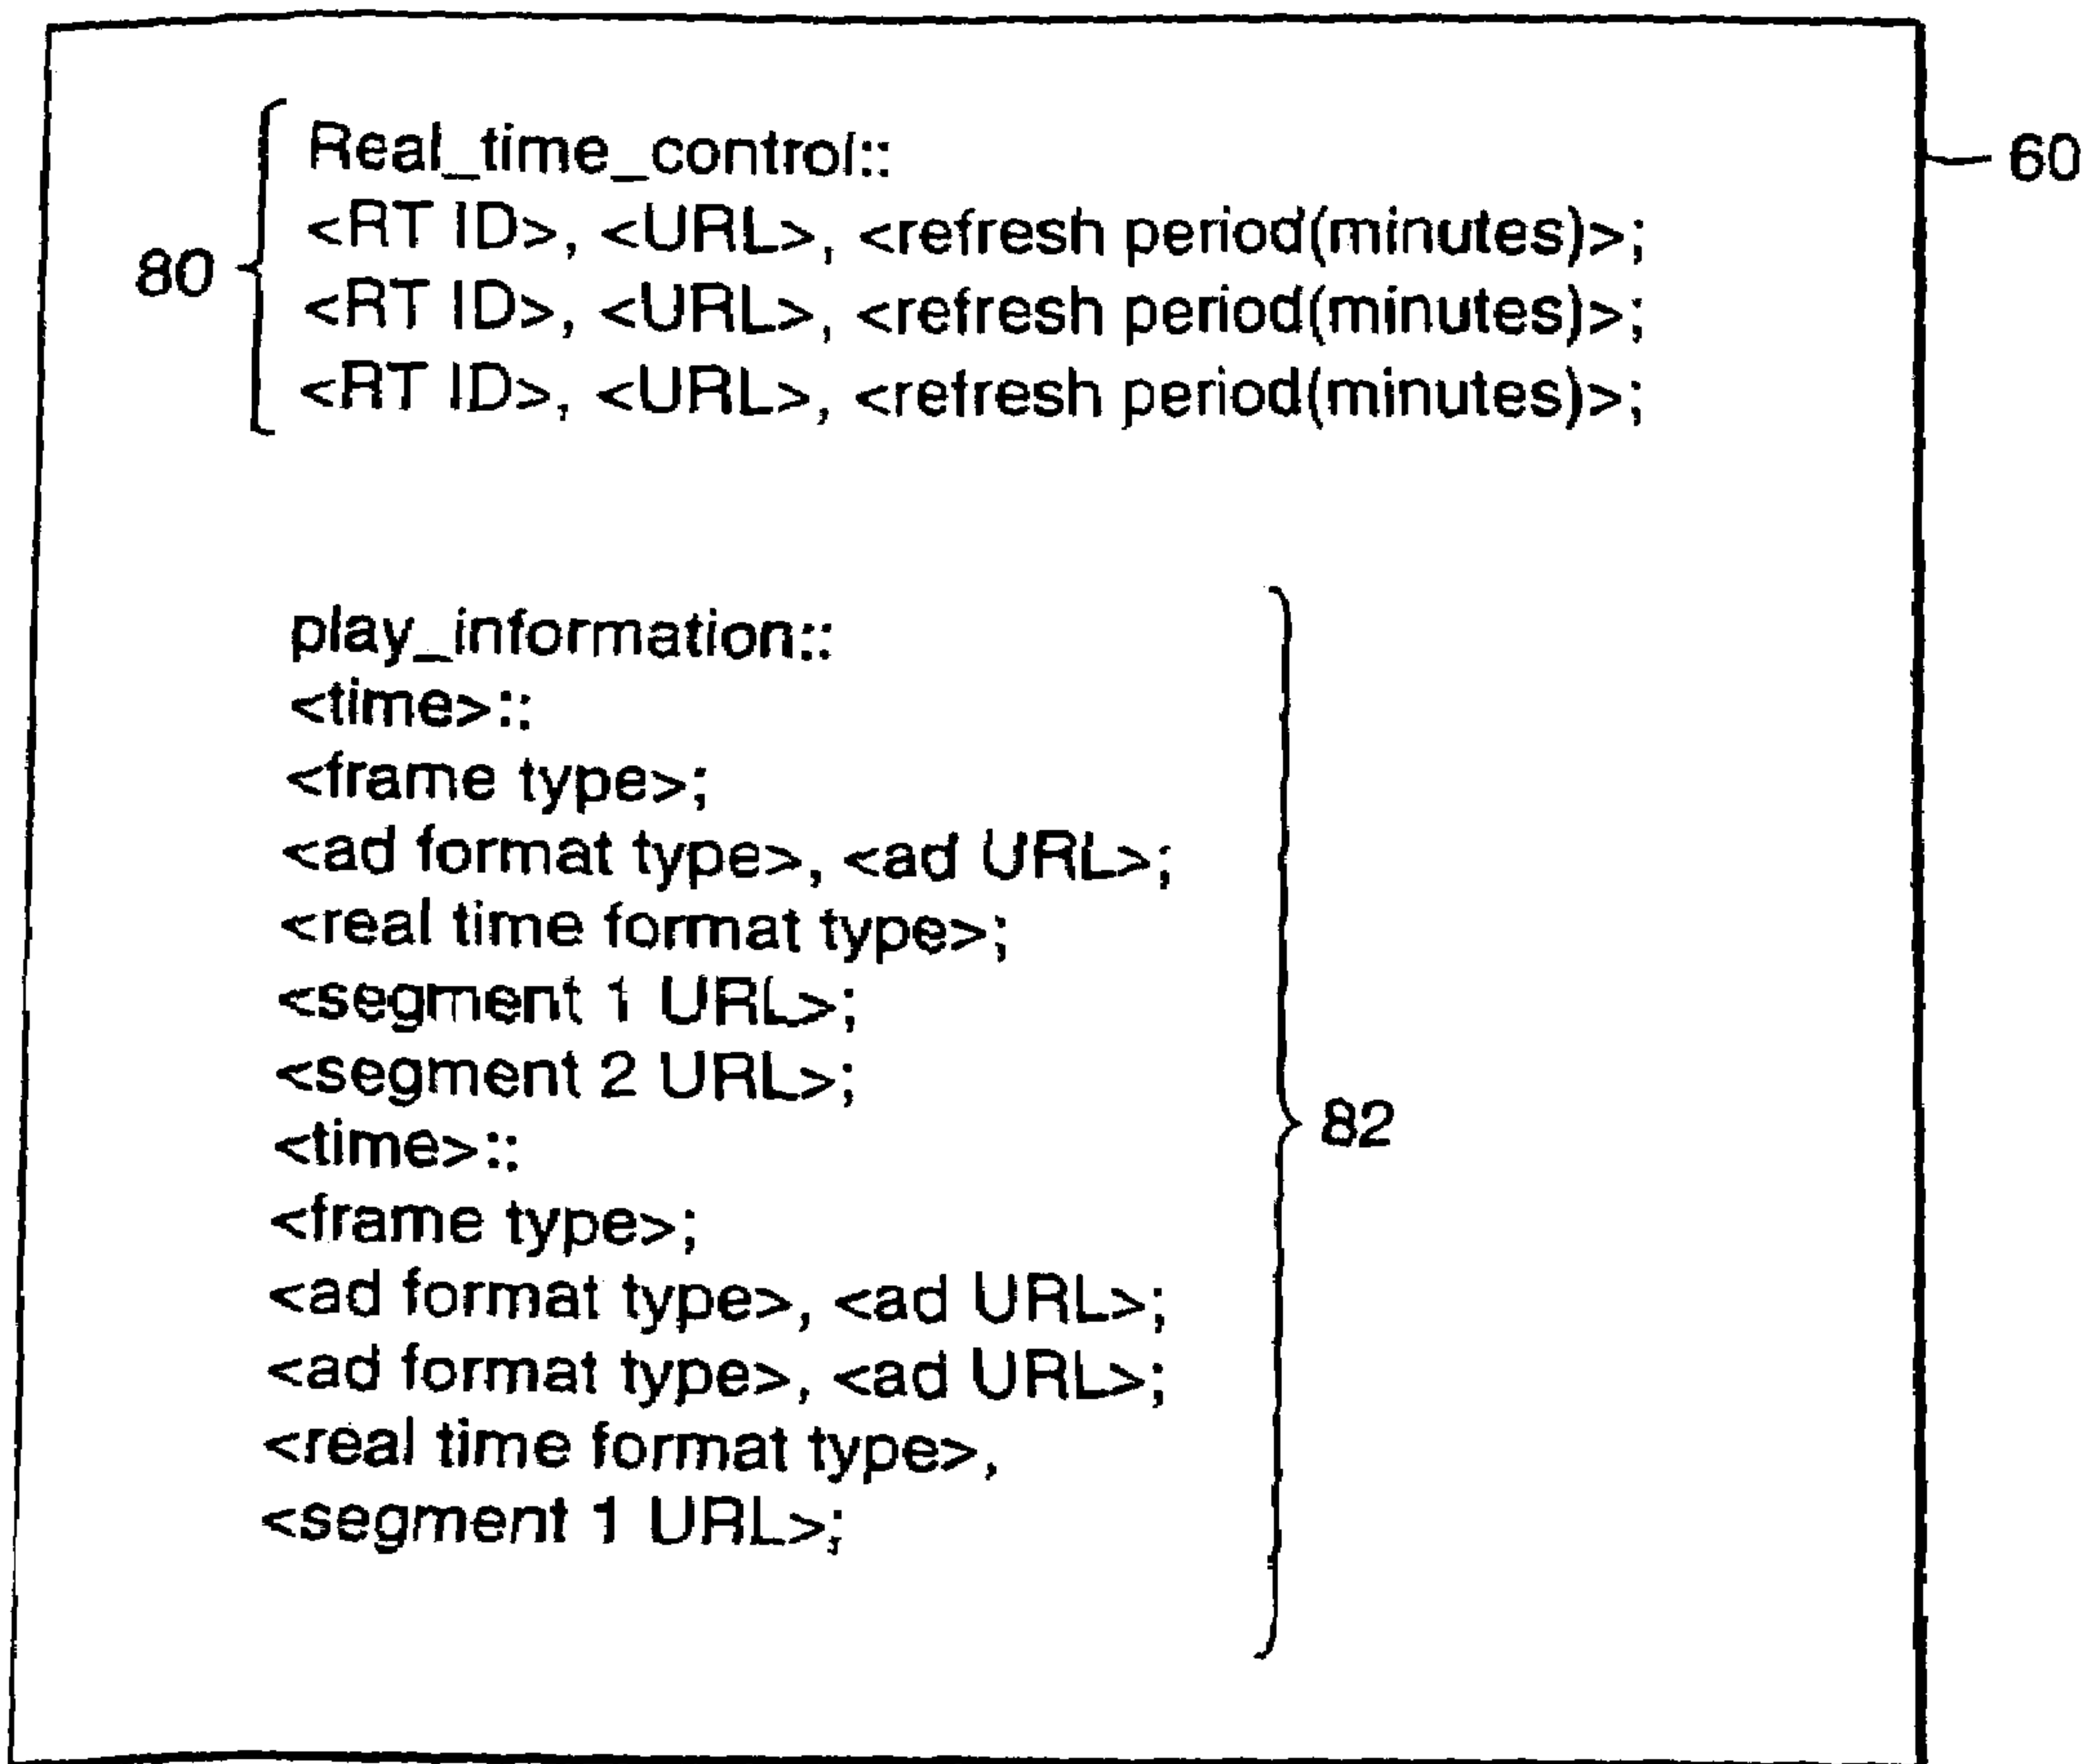 Real_time_control::
<RT ID>, <URL>, <refresh period(minutes)>;
<RT ID>, <URL>, <refresh period(minutes)>;
<RT ID>, <URL>, <refresh period(minutes)>;
80
60
play_information::
<time>::
<frame type>;
<ad format type>, <ad URL>;
<real time format type>;
<segment 1 URL>;
<segment 2 URL>;
<time>::
<frame type>;
<ad format type>, <ad URL>;
<ad format type>, <ad URL>;
<real time format type>,
<segment 1 URL>;
82